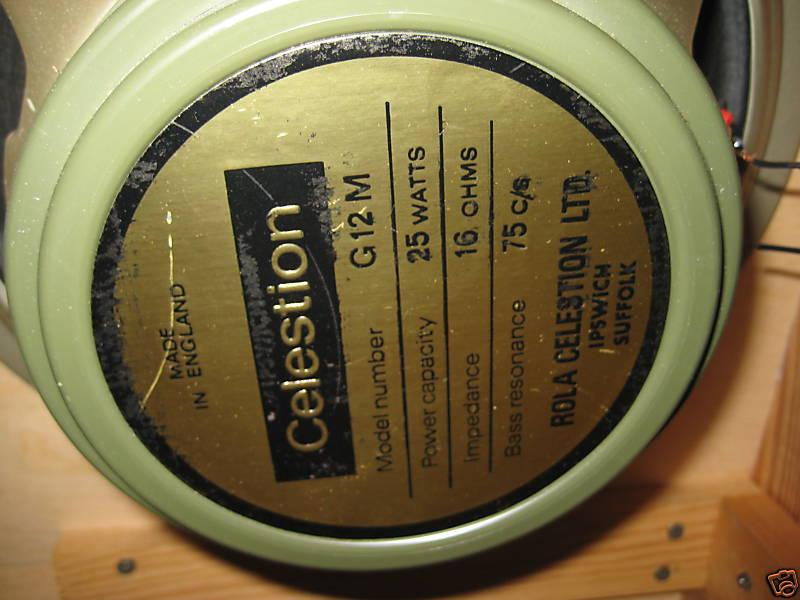 MADE
IN ENGLAND
Celestion
Model number G12M
Power capacity 25 WATTS
Impedance 16 OHMS
Bass resonance 75 C/S
ROLA CELESTION LTD.
IPSWICH
SUFFOLK